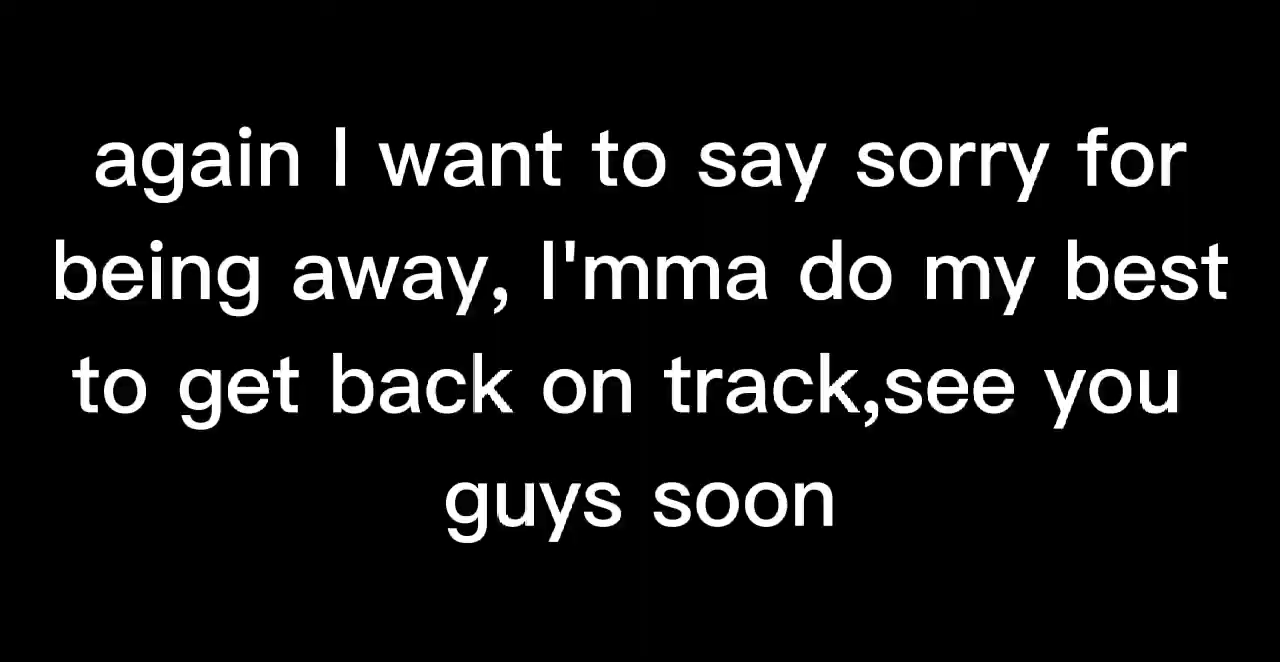 again I want to say sorry for
being away, I'mma do my best
to get back on track,see you
guys soon